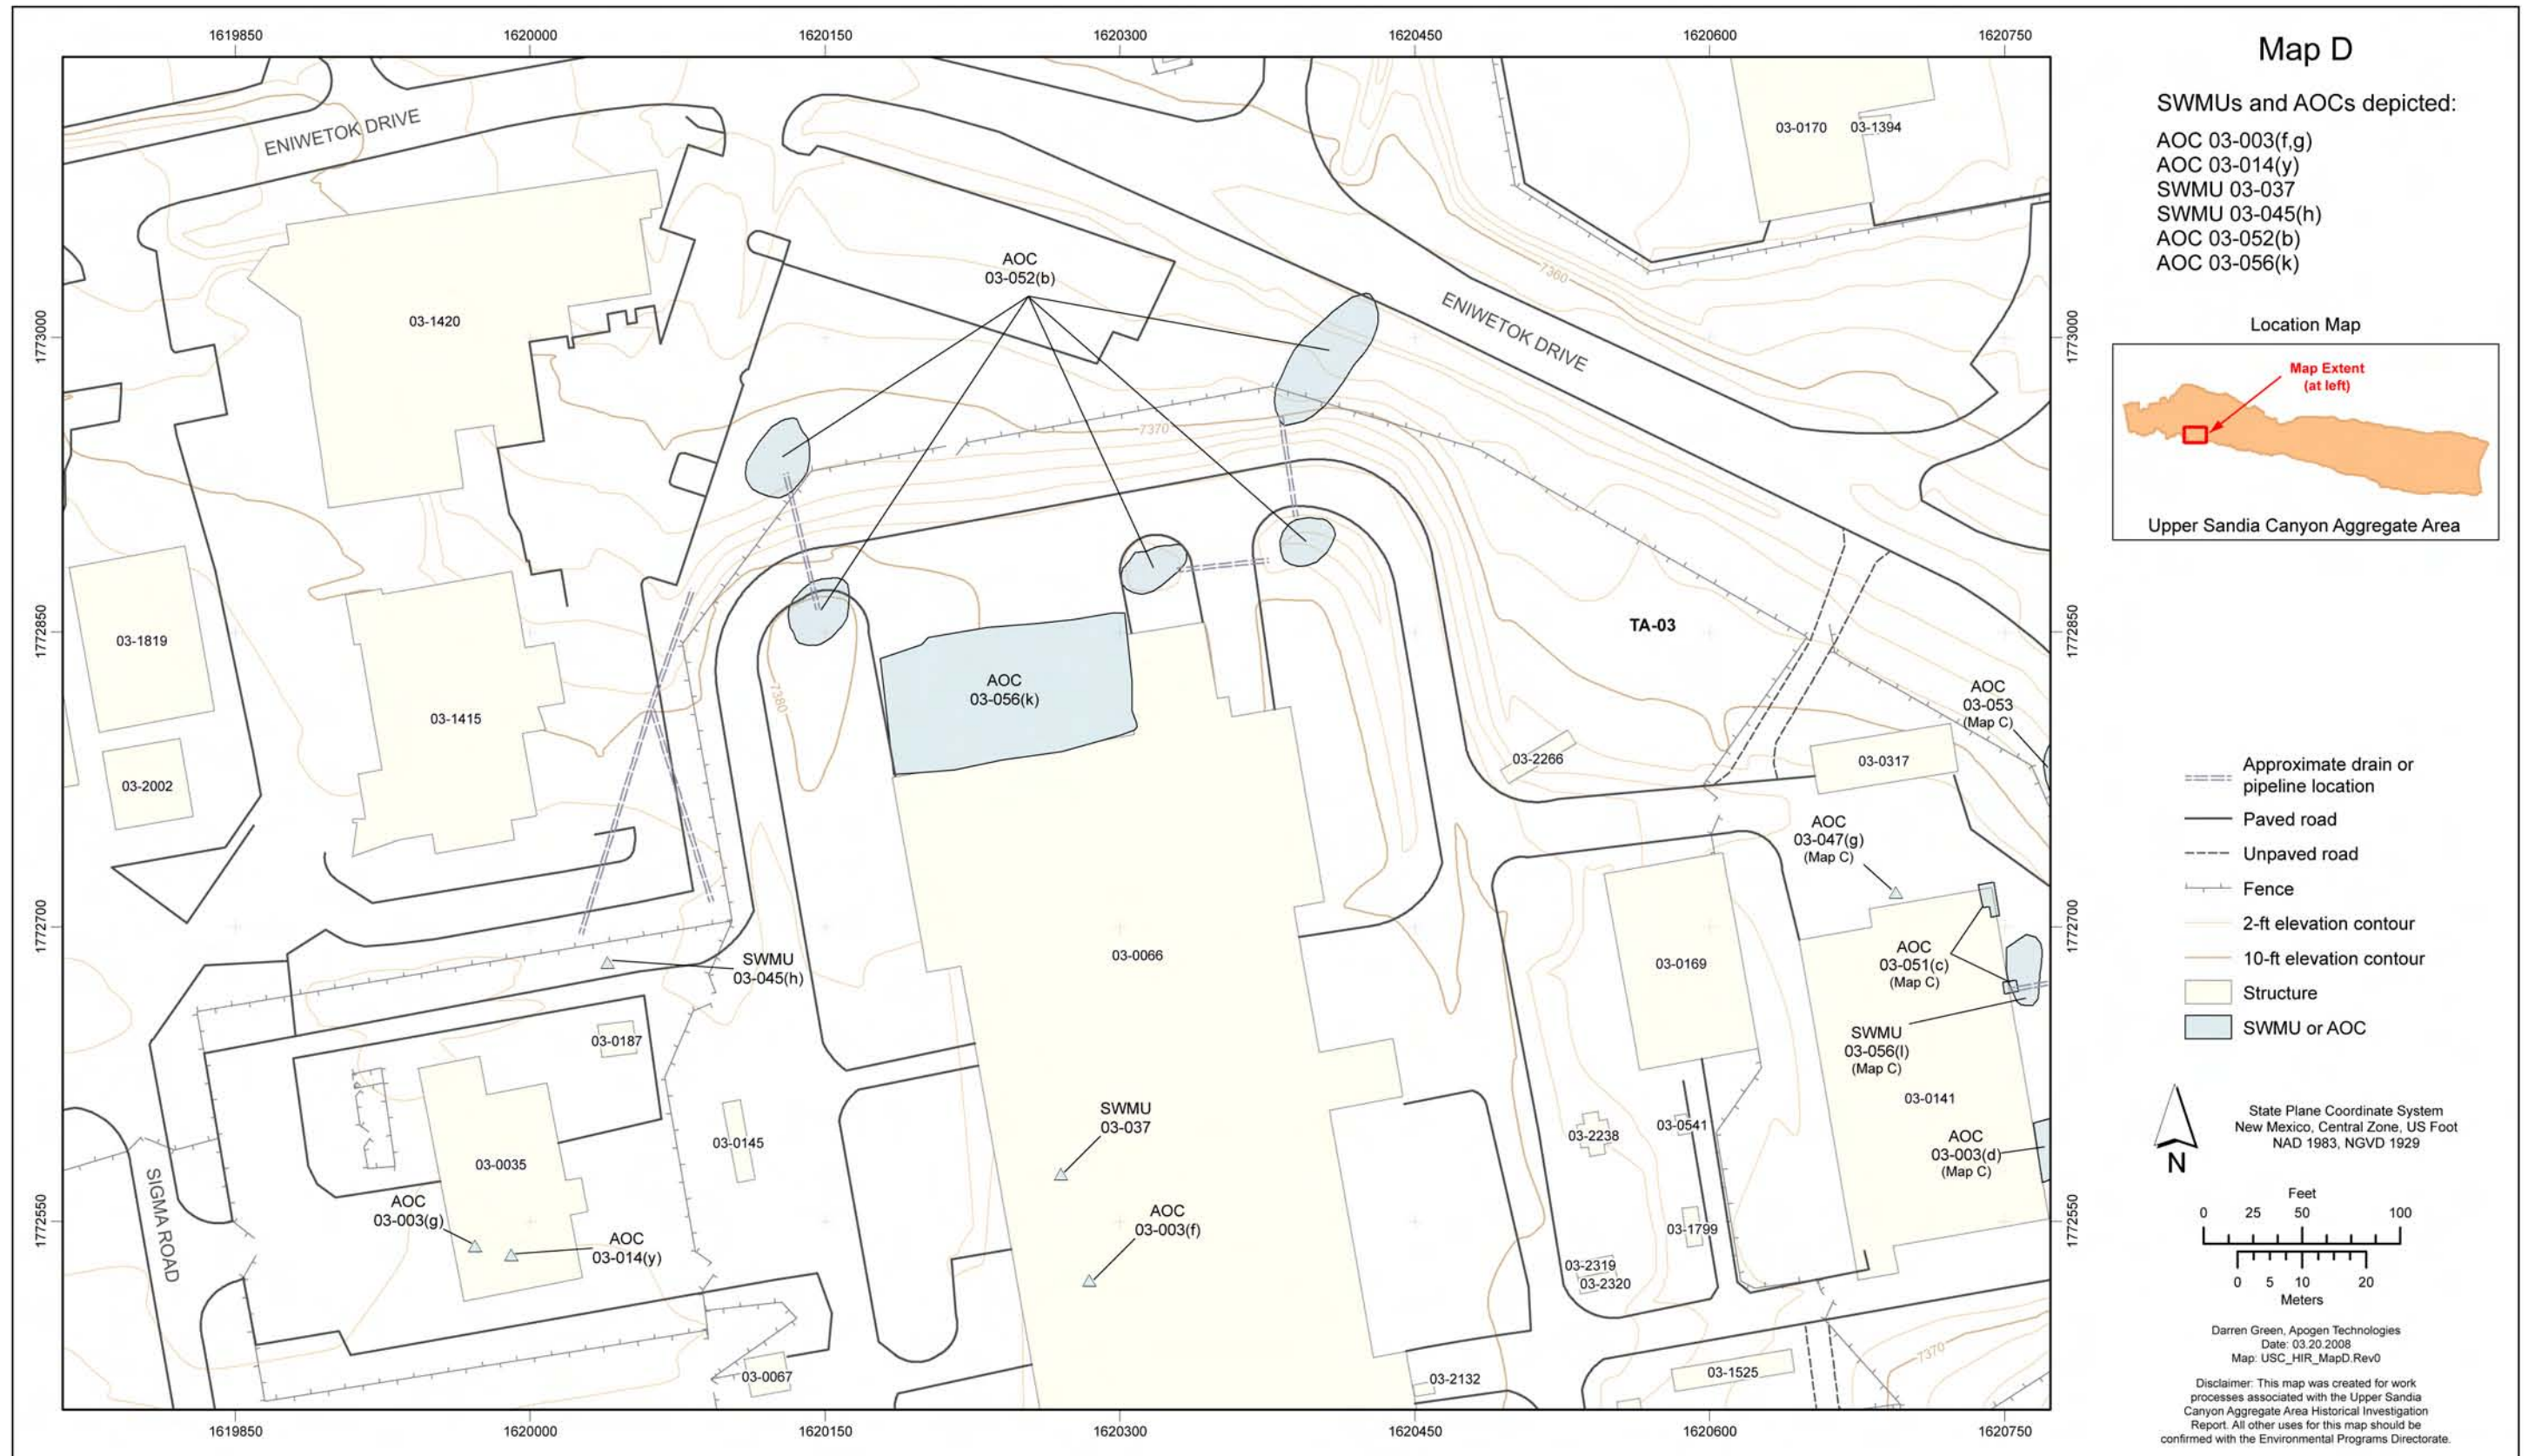 1619850
1620000
1620150
1620300
1620450
1620600
1620750
Map D
SWMUs and AOCs depicted:
AOC 03-003(f,g)
AOC 03-014(y)
SWMU 03-037
SWMU 03-045(h)
AOC 03-052(b)
AOC 03-056(k)
Location Map
Map Extent
(at left)
Upper Sandia Canyon Aggregate Area
Approximate drain or
pipeline location
Paved road
Unpaved road
Fence
2-ft elevation contour
10-ft elevation contour
Structure
SWMU or AOC
N
State Plane Coordinate System
New Mexico, Central Zone, US Foot
NAD 1983, NGVD 1929
Feet
0 25 50 100
0 5 10 20
Meters
Darren Green, Apogen Technologies
Date: 03.20.2008
Map: USC_HIR_MapD.Rev0
Disclaimer: This map was created for work
processes associated with the Upper Sandia
Canyon Aggregate Area Historical Investigation
Report. All other uses for this map should be
confirmed with the Environmental Programs Directorate.
1773000
1772850
1772700
1772550
1773000
1772850
1772700
1772550
ENIWETOK DRIVE
03-0170
03-1394
AOC
03-052(b)
7360
03-1420
ENIWETOK DRIVE
7370
03-1819
TA-03
AOC
03-056(k)
7380
AOC
03-053
(Map C)
03-1415
03-2266
03-0317
03-2002
AOC
03-047(g)
(Map C)
SWMU
03-045(h)
03-0066
03-0169
AOC
03-051(c)
(Map C)
03-0187
SWMU
03-056(l)
(Map C)
03-0141
SWMU
03-037
03-0145
03-2238
03-0541
AOC
03-003(d)
(Map C)
03-0035
SIGMA ROAD
AOC
03-003(g)
AOC
03-014(y)
AOC
03-003(f)
03-1799
03-2319
03-2320
03-0067
03-2132
03-1525
7370
1619850
1620000
1620150
1620300
1620450
1620600
1620750